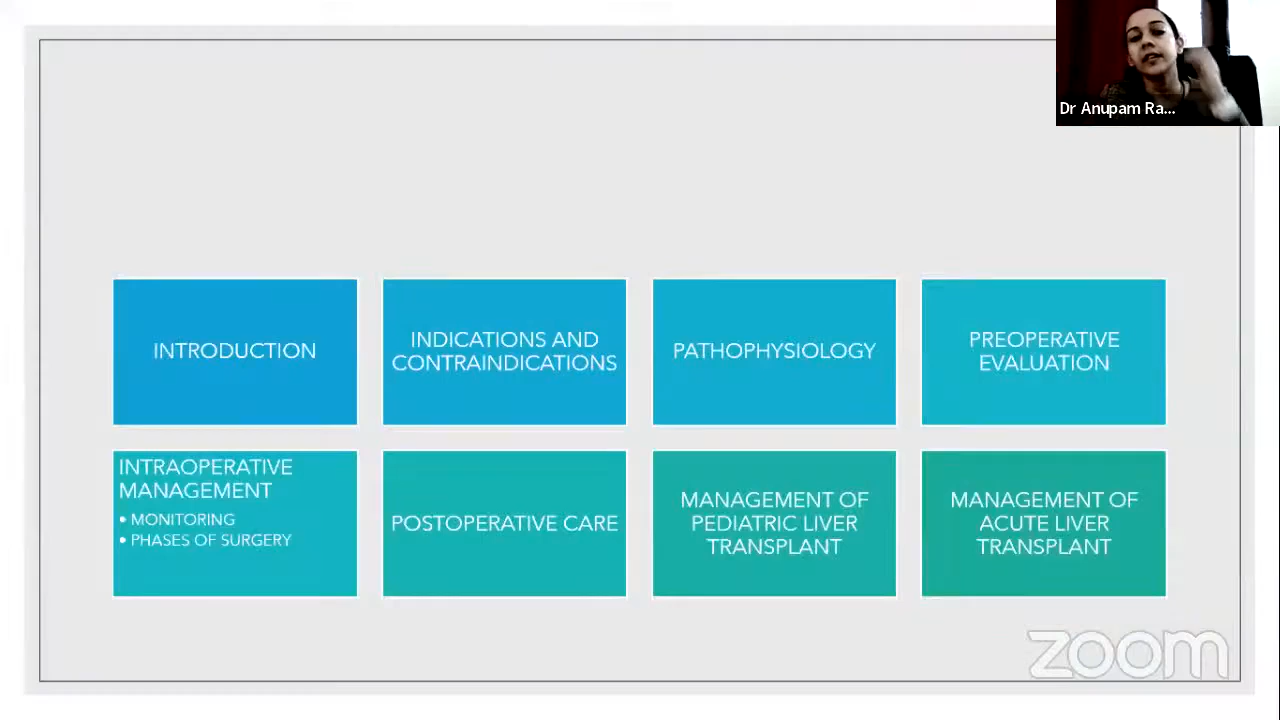 Dr Anupam Ra...
INTRODUCTION
INDICATIONS AND
CONTRAINDICATIONS
PATHOPHYSIOLOGY
PREOPERATIVE
EVALUATION
INTRAOPERATIVE
MANAGEMENT
• MONITORING
• PHASES OF SURGERY
POSTOPERATIVE CARE
MANAGEMENT OF
PEDIATRIC LIVER
TRANSPLANT
MANAGEMENT OF
ACUTE LIVER
TRANSPLANT
zoom